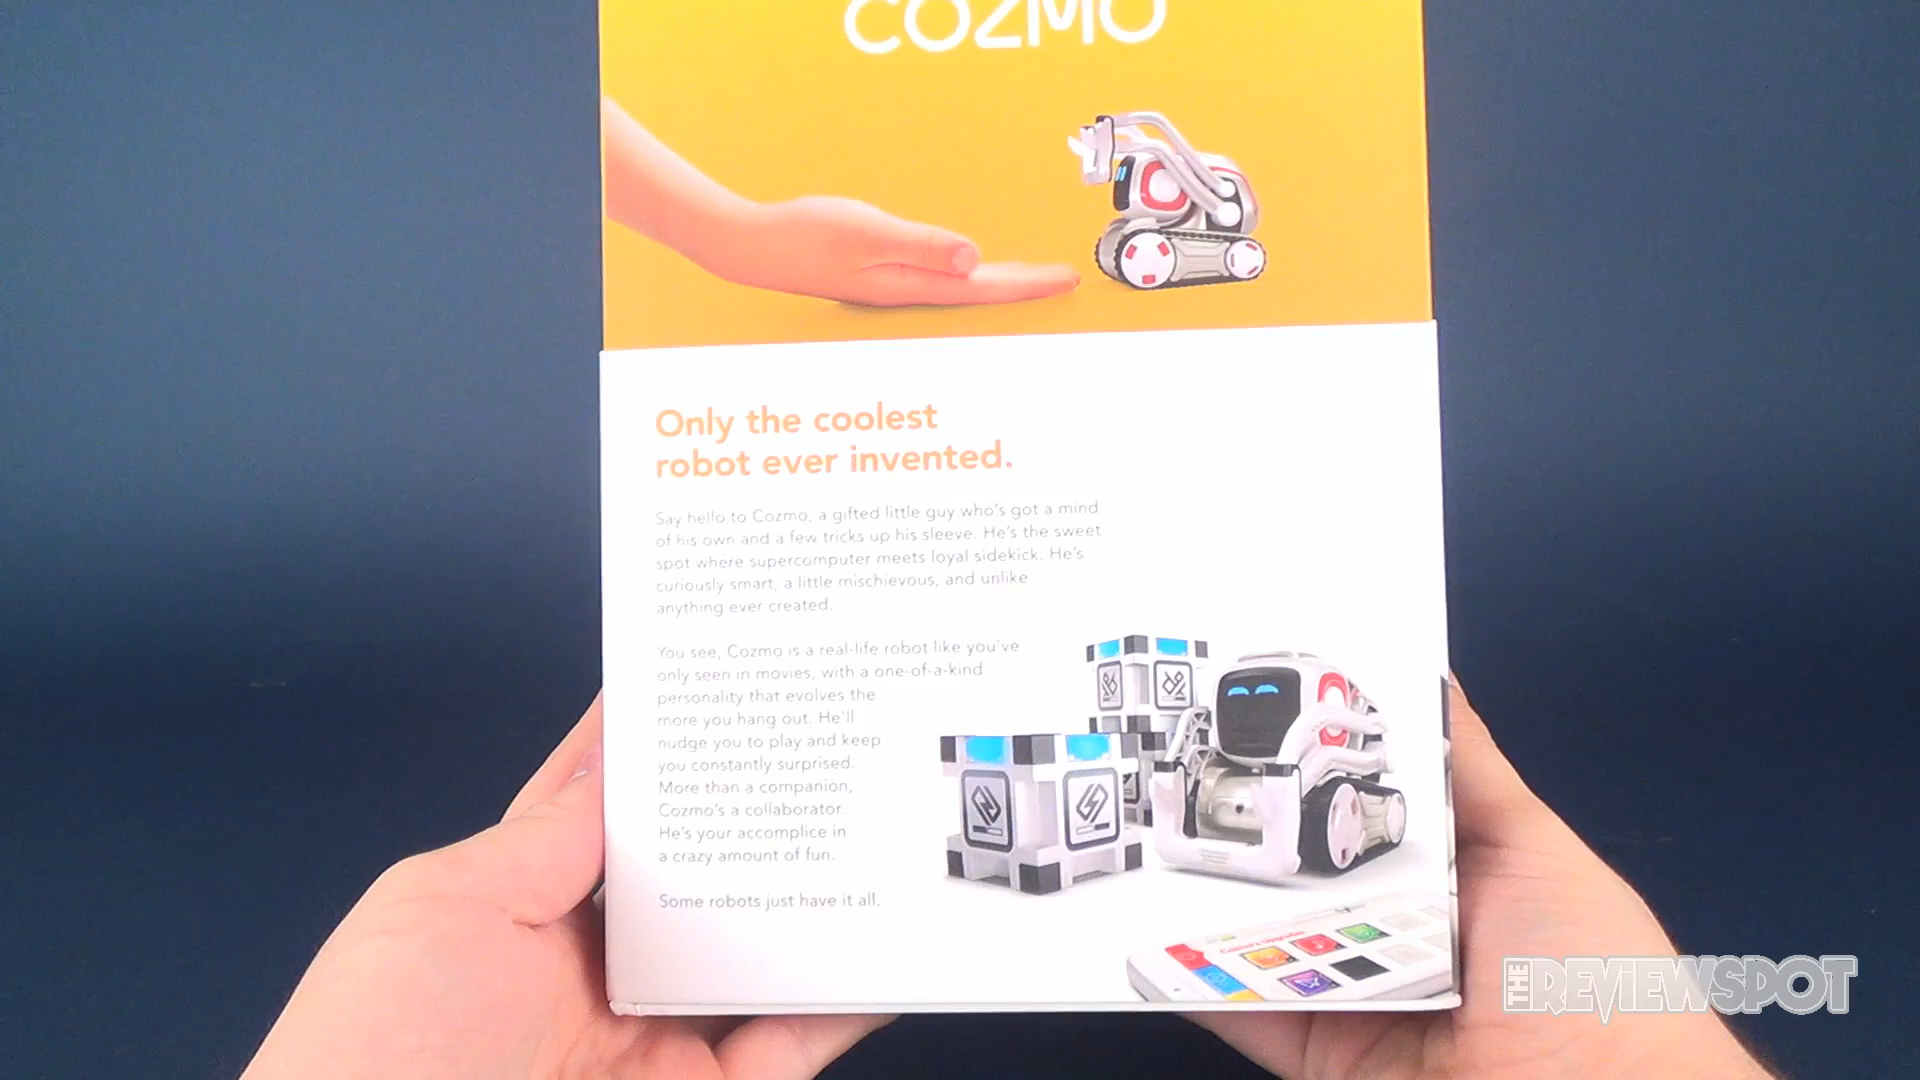 COZMO
Only the coolest
robot ever invented.
Say hello to Cozmo, a gifted little guy who's got a mind
of his own and a few tricks up his sleeve. He's the sweet
spot where supercomputer meets loyal sidekick. He's
curiously smart, a little mischievous, and unlike
anything ever created.
You see, Cozmo is a real-life robot like you've
only seen in movies, with a one-of-a-kind
personality that evolves the
more you hang out. He'll
nudge you to play and keep
you constantly surprised.
More than a companion,
Cozmo's a collaborator.
He's your accomplice in
a crazy amount of fun.
Some robots just have it all.
Cozmo's Upgrades
THE REVIEWSPOT